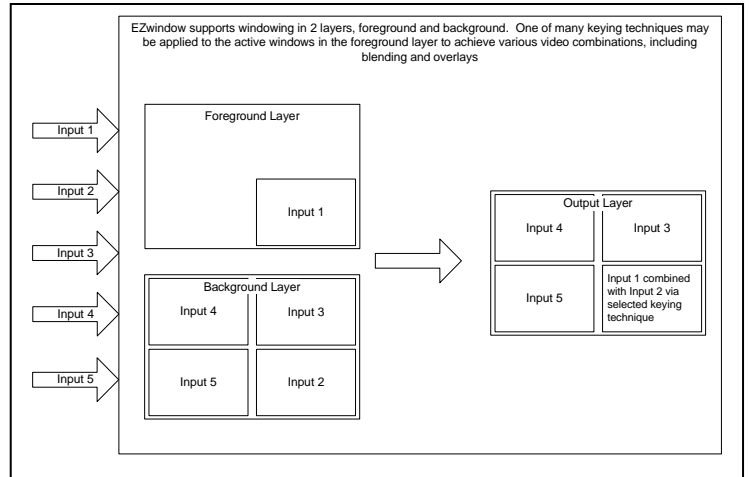 EZwindow supports windowing in 2 layers, foreground and background.  One of many keying techniques may
be applied to the active windows in the foreground layer to achieve various video combinations, including
blending and overlays
Input 1
Input 2
Input 3
Input 4
Input 5
Foreground Layer
Input 1
Background Layer
Input 4
Input 3
Input 5
Input 2
Output Layer
Input 4
Input 3
Input 5
Input 1 combined
with Input 2 via
selected keying
technique